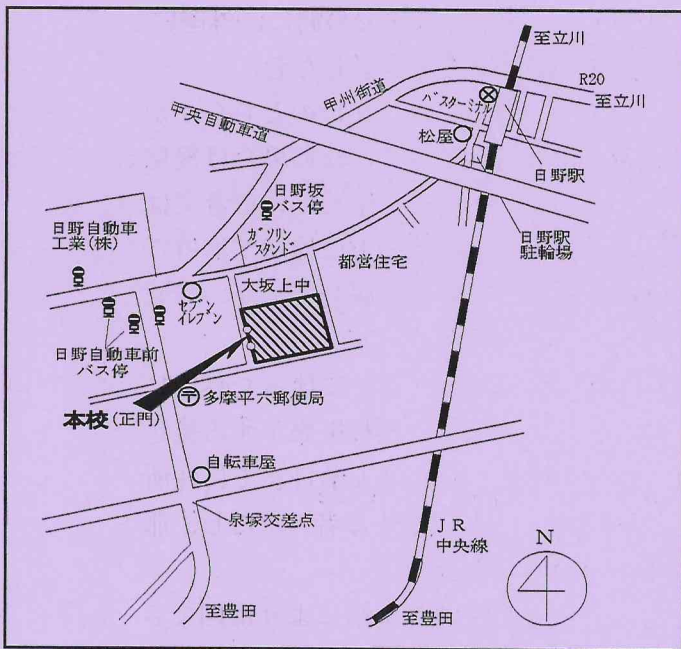 至立川
R20
至立川
甲州街道
バスターミナル
甲央自動車道
松屋
日野駅
日野坂
バス停
日野自動車
工業(株)
ガソリン
スタンド
日野駅
駐輪場
都営住宅
大坂上中
セブン
イレブン
日野自動車前
バス停
〒多摩平六郵便局
本校(正門)
自転車屋
泉塚交差点
JR
中央線
N
至豊田
至豊田